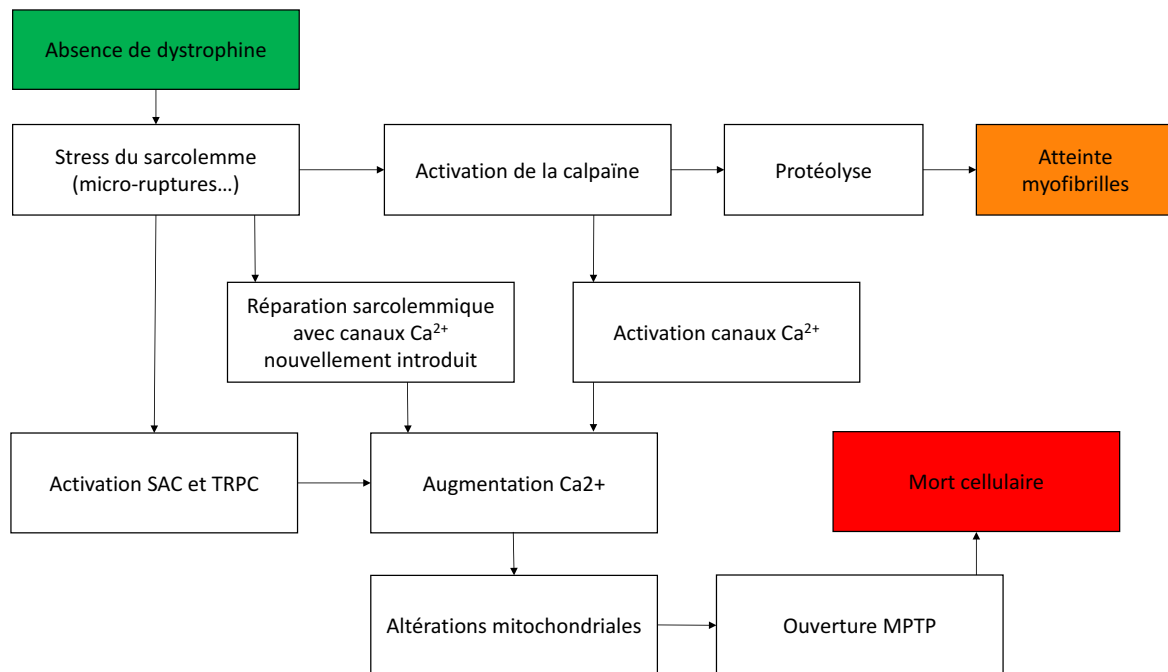 Absence de dystrophine
Stress du sarcolemme
(micro-ruptures…)
Activation de la calpaïne
Protéolyse
Atteinte
myofibrilles
Réparation sarcolemmique
avec canaux Ca²⁺
nouvellement introduit
Activation canaux Ca²⁺
Activation SAC et TRPC
Augmentation Ca2+
Mort cellulaire
Altérations mitochondriales
Ouverture MPTP